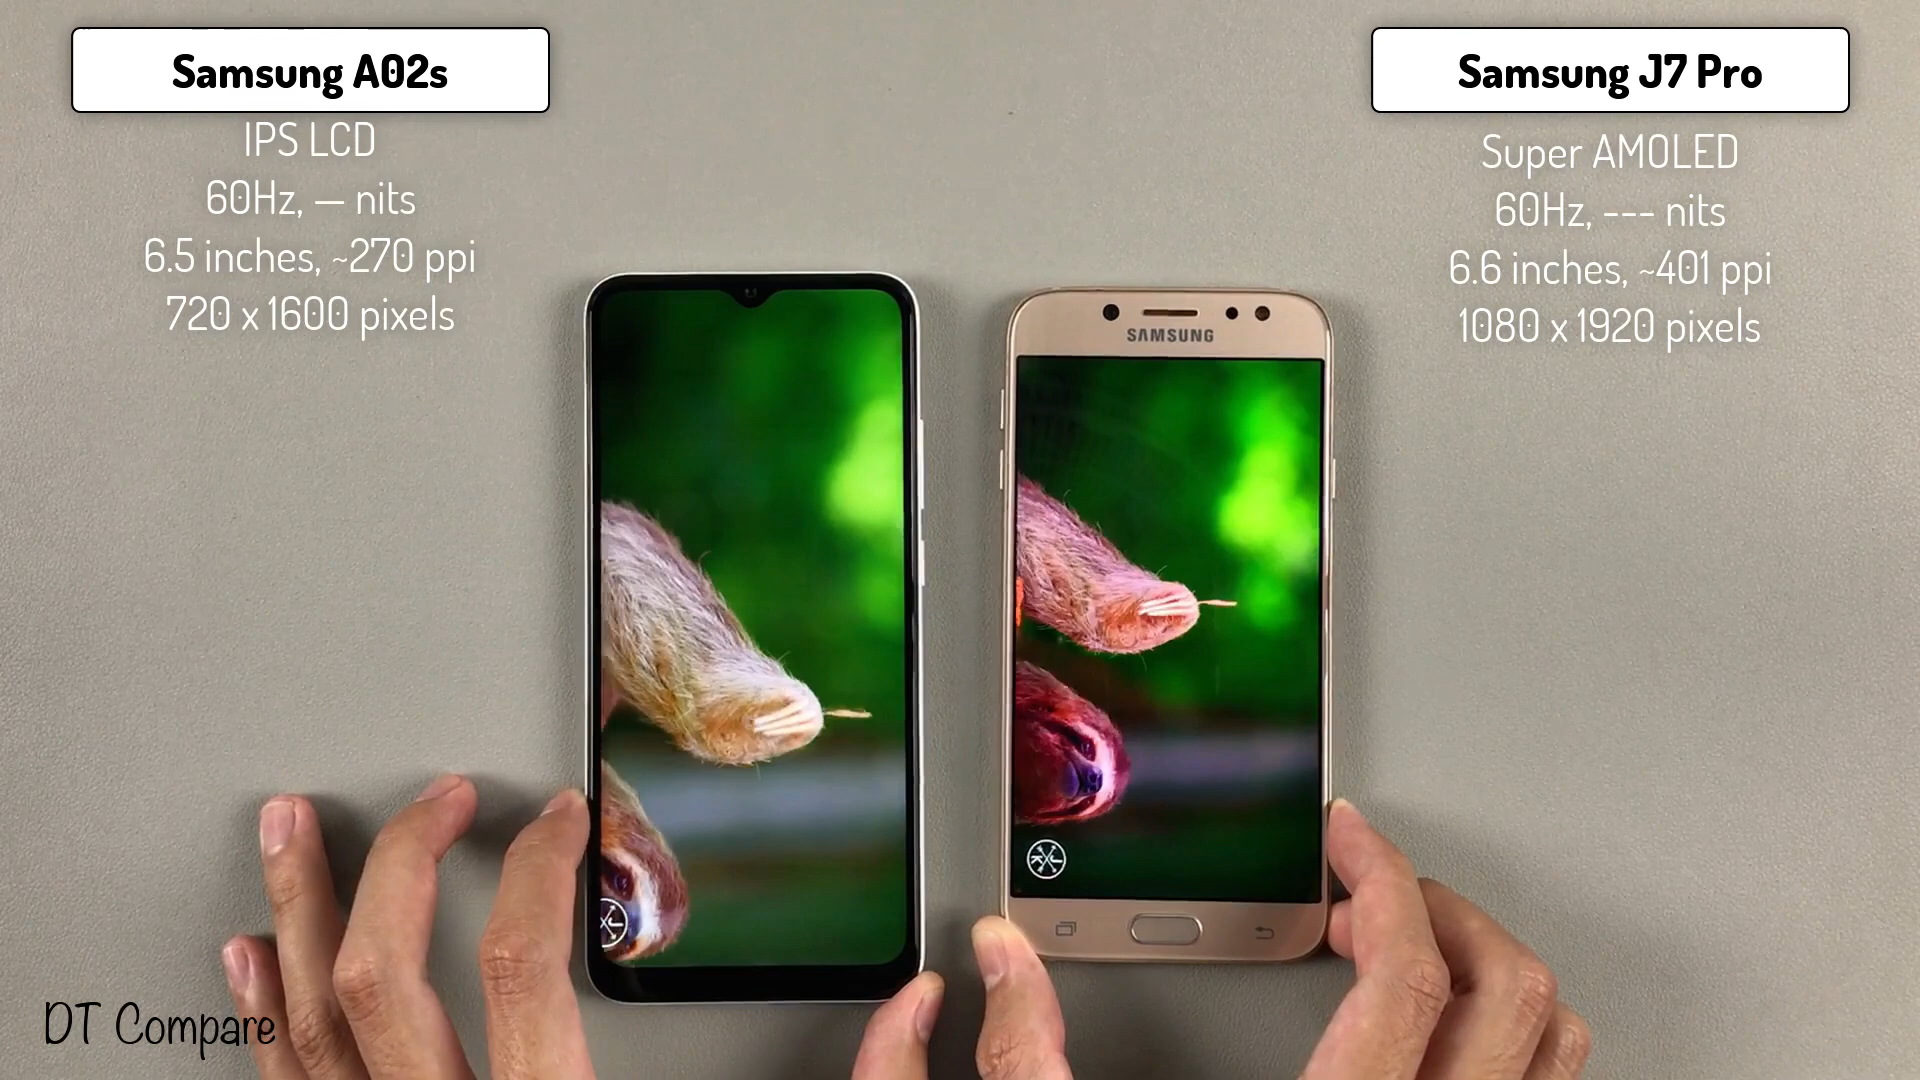 Samsung A02s
IPS LCD
60Hz, — nits
6.5 inches, ~270 ppi
720 x 1600 pixels
Samsung J7 Pro
Super AMOLED
60Hz, --- nits
6.6 inches, ~401 ppi
1080 x 1920 pixels
SAMSUNG
DT Compare